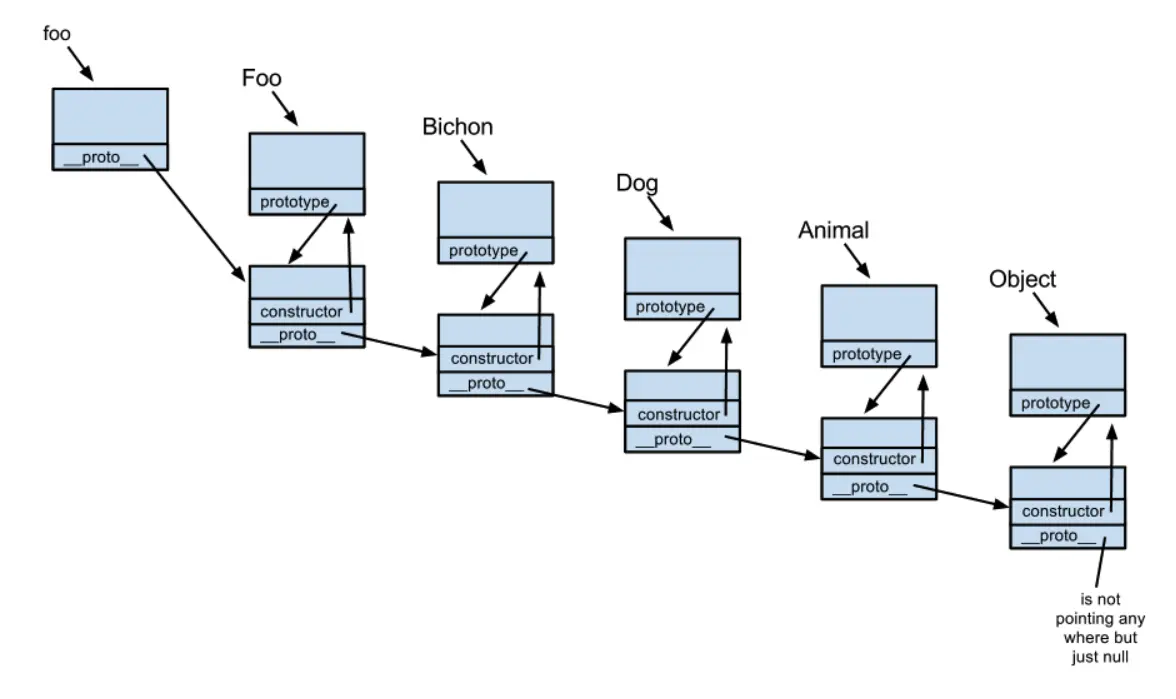 foo
__proto__
Foo
prototype
constructor
__proto__
Bichon
prototype
constructor
__proto__
Dog
prototype
constructor
__proto__
Animal
prototype
constructor
__proto__
Object
prototype
constructor
__proto__
is not
pointing any
where but
just null